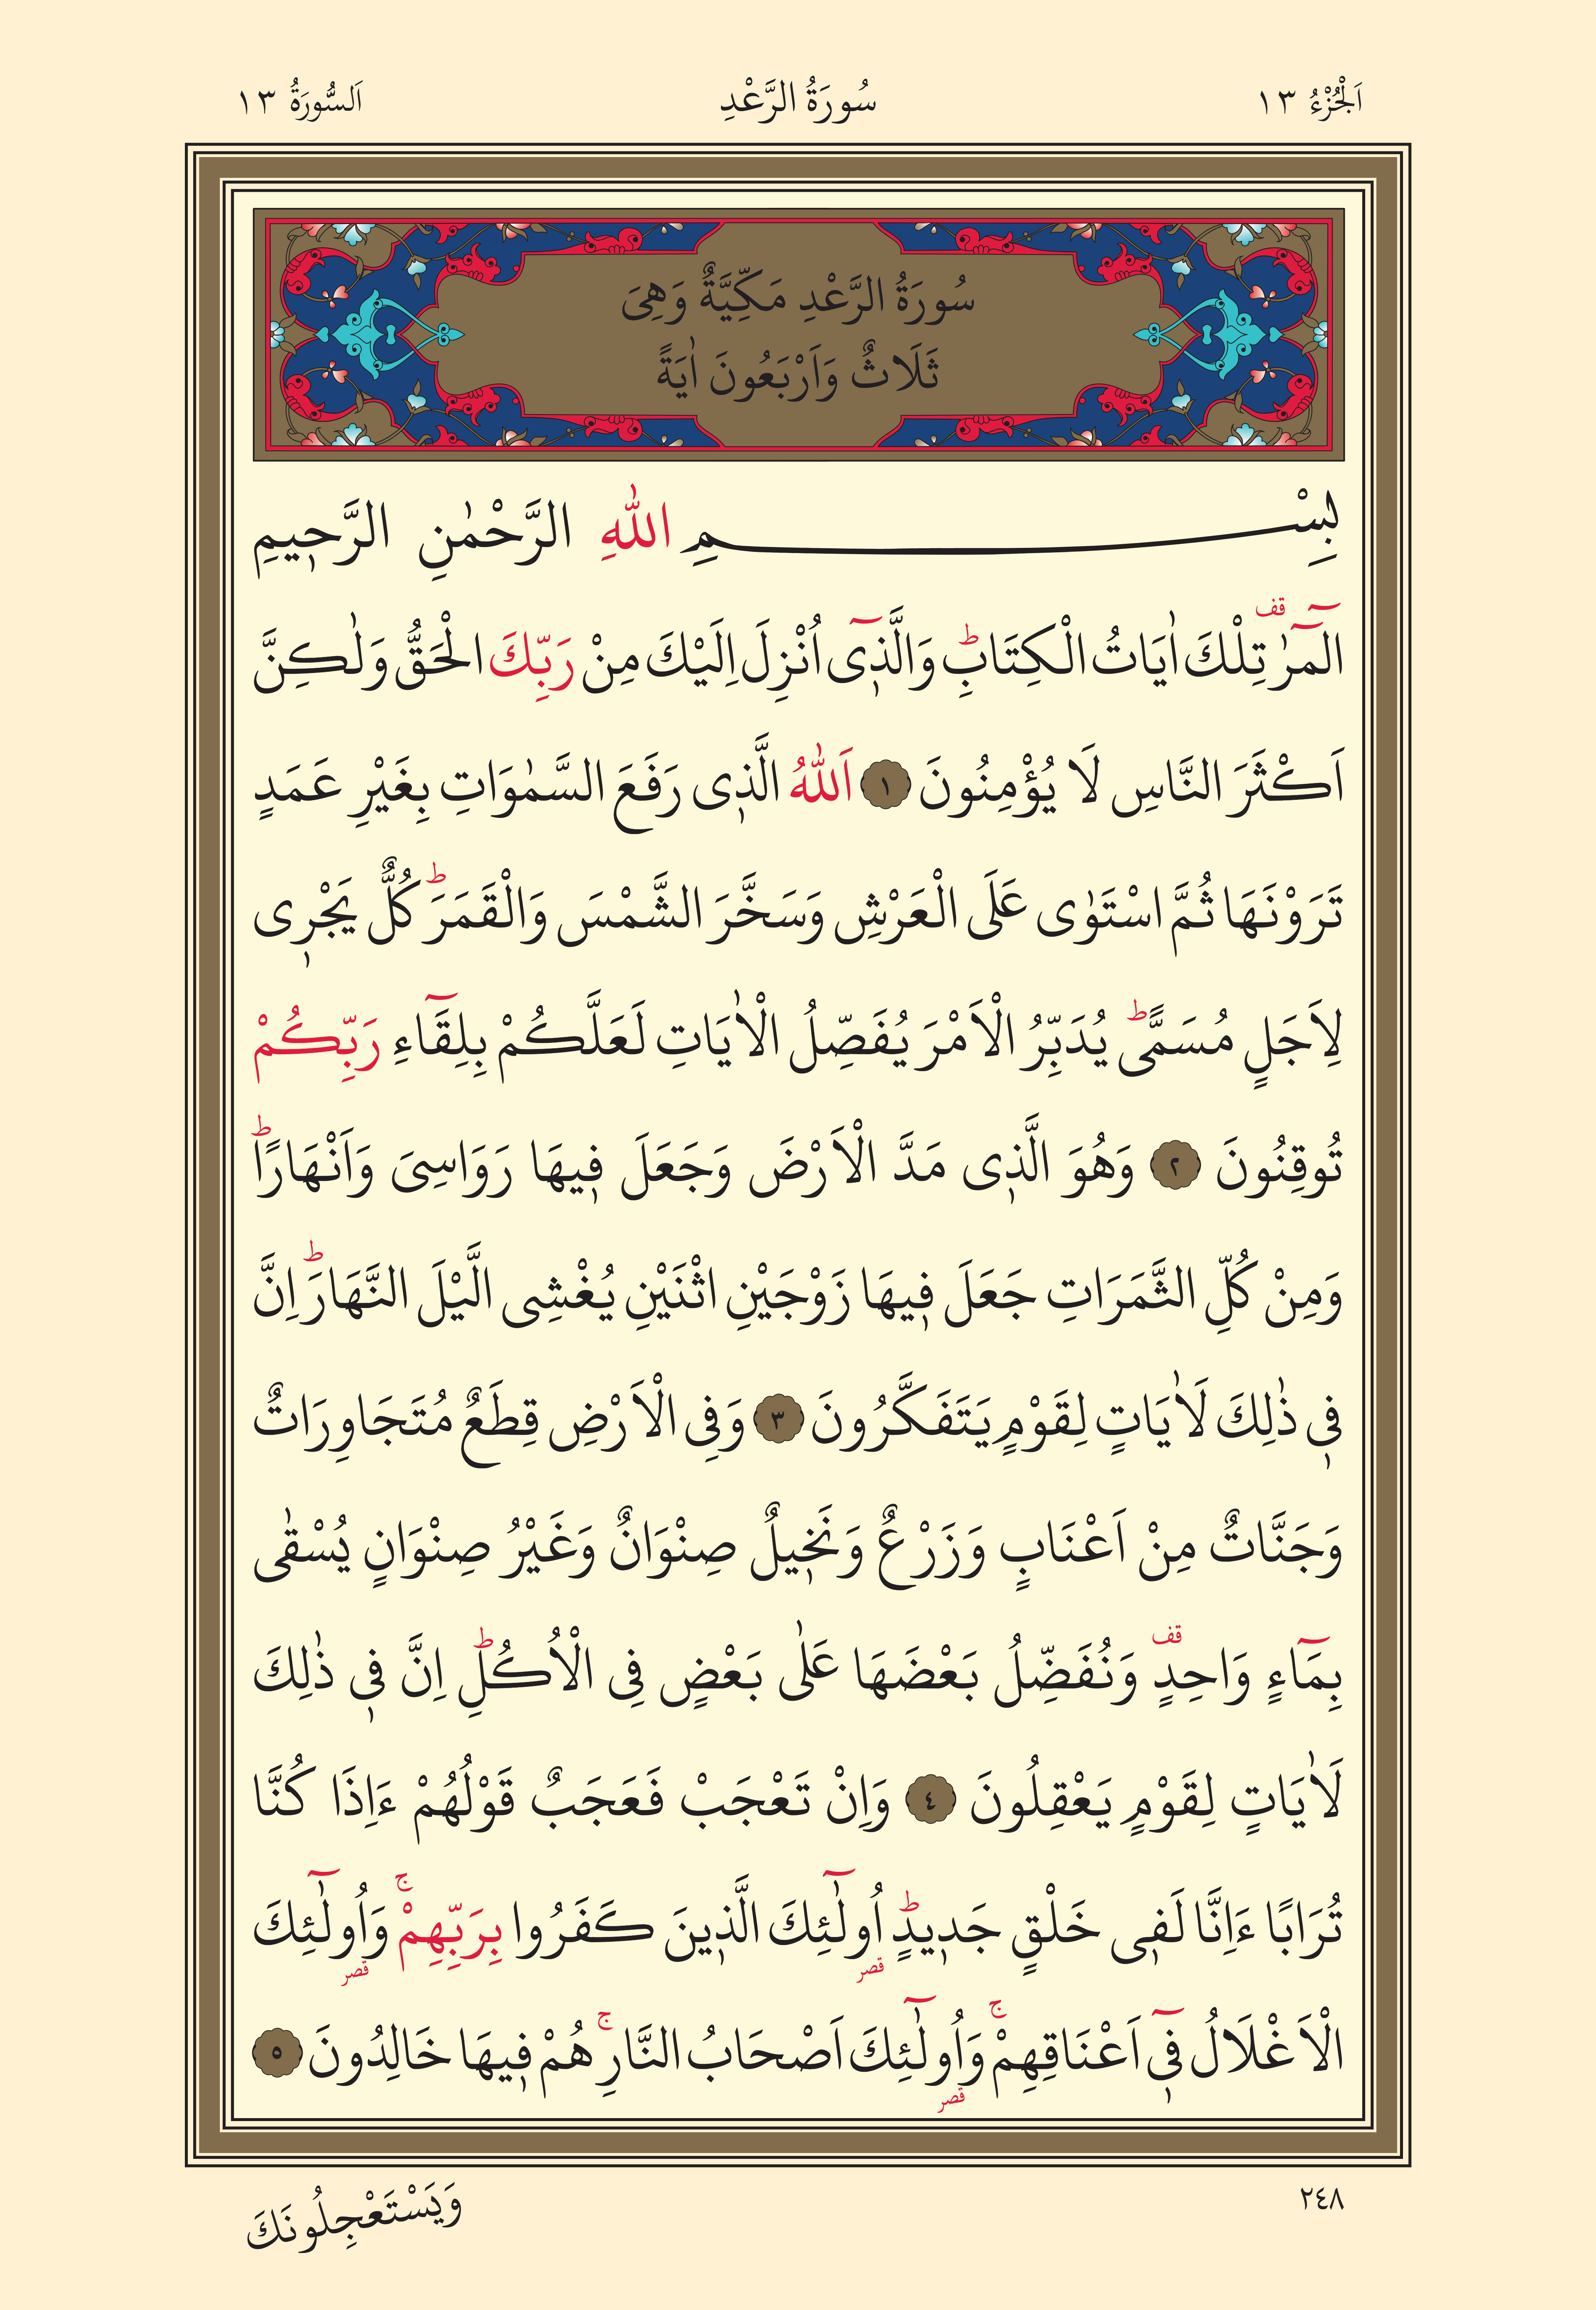 اَلْجُزْءُ ١٣
سُورَةُ الرَّعْدِ
اَلسُّورَةُ ١٣
سُورَةُ الرَّعْدِ مَكِّيَّةٌ وَهِىَ
ثَلَاثٌ وَاَرْبَعُونَ اٰيَةً
بِسْمِ اللّٰهِ الرَّحْمٰنِ الرَّح۪يمِ
الٓمٓرٰ قف تِلْكَ اٰيَاتُ الْكِتَابِۜ وَالَّذ۪ٓى اُنْزِلَ اِلَيْكَ مِنْ رَبِّكَ الْحَقُّ وَلٰكِنَّ
اَكْثَرَ النَّاسِ لَا يُؤْمِنُونَ ١ اَللّٰهُ الَّذ۪ى رَفَعَ السَّمٰوَاتِ بِغَيْرِ عَمَدٍ
تَرَوْنَهَا ثُمَّ اسْتَوٰى عَلَى الْعَرْشِ وَسَخَّرَ الشَّمْسَ وَالْقَمَرَۜ كُلٌّ يَجْر۪ى
لِاَجَلٍ مُسَمًّىۜ يُدَبِّرُ الْاَمْرَ يُفَصِّلُ الْاٰيَاتِ لَعَلَّكُمْ بِلِقَٓاءِ رَبِّكُمْ
تُوقِنُونَ ٢ وَهُوَ الَّذ۪ى مَدَّ الْاَرْضَ وَجَعَلَ ف۪يهَا رَوَاسِىَ وَاَنْهَارًاۜ
وَمِنْ كُلِّ الثَّمَرَاتِ جَعَلَ ف۪يهَا زَوْجَيْنِ اثْنَيْنِ يُغْشِى الَّيْلَ النَّهَارَۜ اِنَّ
ف۪ى ذٰلِكَ لَاٰيَاتٍ لِقَوْمٍ يَتَفَكَّرُونَ ٣ وَفِى الْاَرْضِ قِطَعٌ مُتَجَاوِرَاتٌ
وَجَنَّاتٌ مِنْ اَعْنَابٍ وَزَرْعٌ وَنَخ۪يلٌ صِنْوَانٌ وَغَيْرُ صِنْوَانٍ يُسْقٰى
بِمَٓاءٍ وَاحِدٍ قف وَنُفَضِّلُ بَعْضَهَا عَلٰى بَعْضٍ فِى الْاُكُلِۜ اِنَّ ف۪ى ذٰلِكَ
لَاٰيَاتٍ لِقَوْمٍ يَعْقِلُونَ ٤ وَاِنْ تَعْجَبْ فَعَجَبٌ قَوْلُهُمْ ءَاِذَا كُنَّا
تُرَابًا ءَاِنَّا لَف۪ى خَلْقٍ جَد۪يدٍۜ اُولٰٓئِكَ قصر الَّذ۪ينَ كَفَرُوا بِرَبِّهِمْۚ وَاُولٰٓئِكَ قصر
الْاَغْلَالُ ف۪ٓى اَعْنَاقِهِمْۚ وَاُولٰٓئِكَ قصر اَصْحَابُ النَّارِۚ هُمْ ف۪يهَا خَالِدُونَ ٥
٢٤٨
وَيَسْتَعْجِلُونَكَ